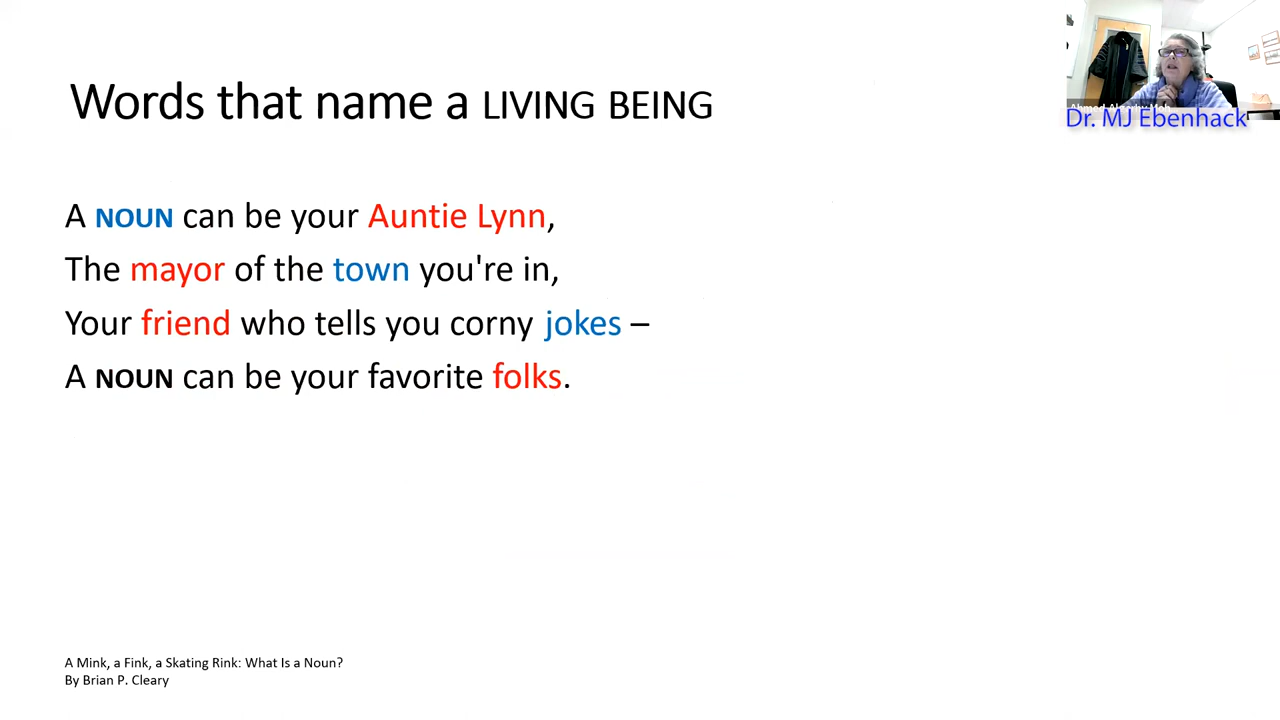 Words that name a LIVING BEING
Dr. MJ Ebenhack
A NOUN can be your Auntie Lynn,
The mayor of the town you're in,
Your friend who tells you corny jokes –
A NOUN can be your favorite folks.
A Mink, a Fink, a Skating Rink: What Is a Noun?
By Brian P. Cleary